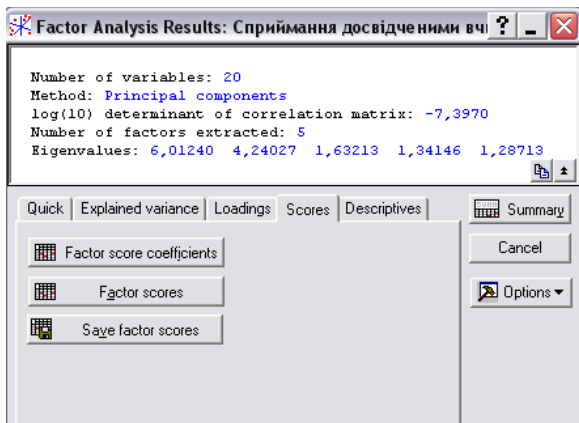 Factor Analysis Results: Сприймання досвідченими
Number of variables: 20
Method: Principal components
log(10) determinant of correlation matrix: -7,3970
Number of factors extracted: 5
Eigenvalues: 6,01240 4,24027 1,63213 1,34146 1,28713
Quick Explained variance Loadings Scores Descriptives
Summary
Factor score coefficients
Cancel
Factor scores
Options
Save factor scores